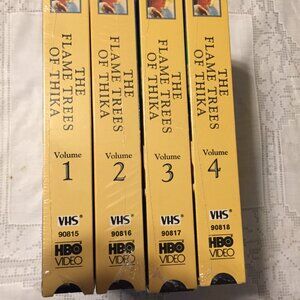 THE
FLAME TREES
OF THIKA
Volume
1
VHS®
90815
HBO
VIDEO
THE
FLAME TREES
OF THIKA
Volume
2
VHS®
90816
HBO
VIDEO
THE
FLAME TREES
OF THIKA
Volume
3
VHS®
90817
HBO
VIDEO
THE
FLAME TREES
OF THIKA
Volume
4
VHS®
90818
HBO
VIDEO